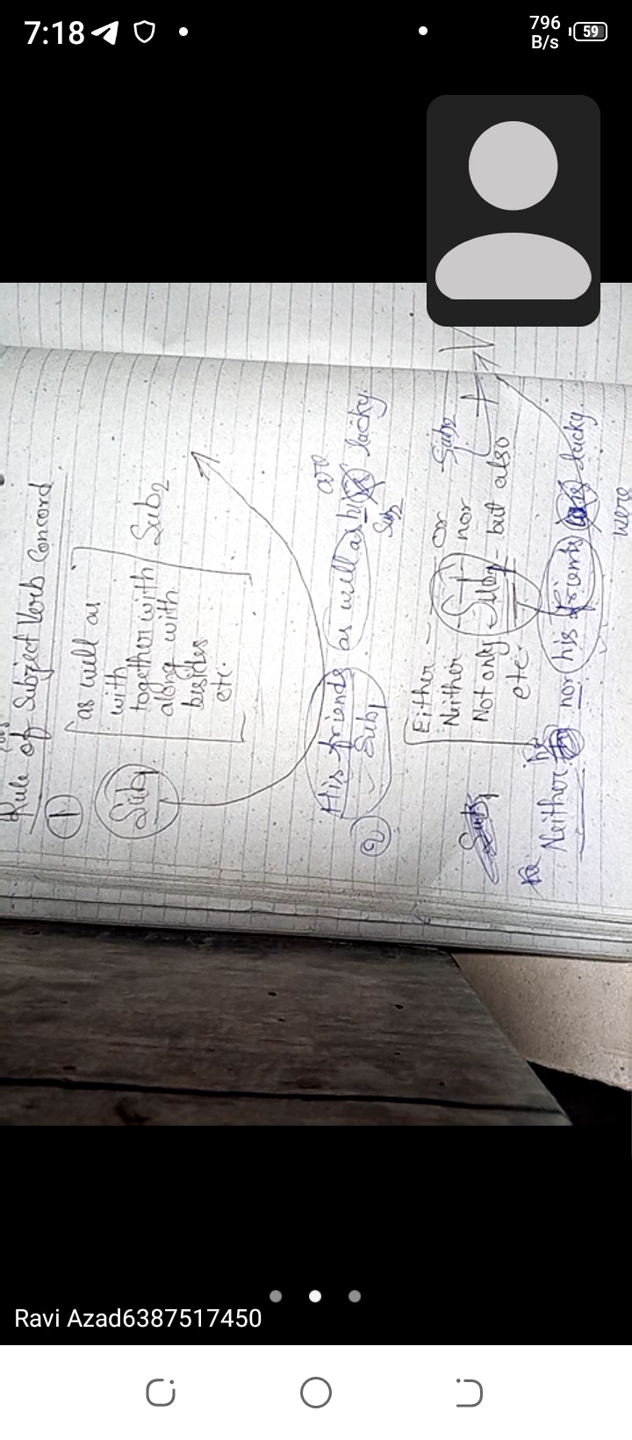 7:18
796
B/s
59
Rule of Subject Verb Concord
①
Sub1
as well as
with
together with
along with
besides
etc.
Sub2
are
His friends as well as he lucky.
Sub1
Sub2
②
Either - or
Neither nor
Not only - but also
etc.
Sub2
+ V
Neither he nor his friends lucky.
were
Ravi Azad6387517450